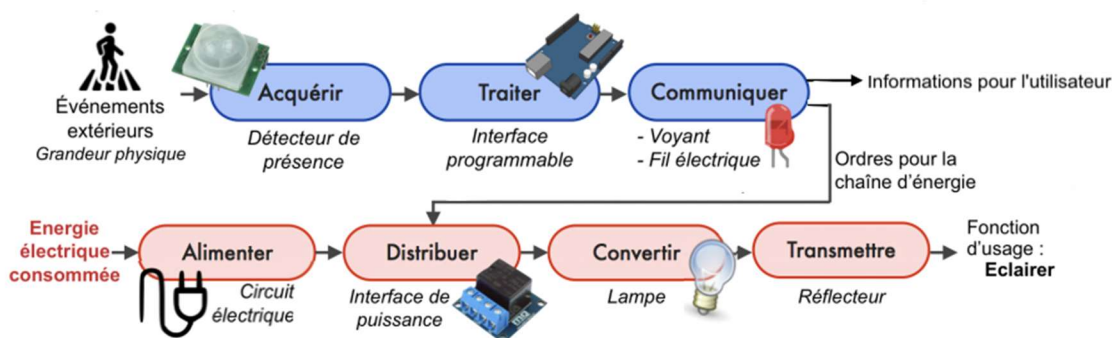 Événements
extérieurs
Grandeur physique
Acquérir
Détecteur de
présence
Traiter
Interface
programmable
Communiquer
- Voyant
- Fil électrique
Informations pour l'utilisateur
Ordres pour la
chaîne d'énergie
Energie
électrique
consommée
Alimenter
Circuit
électrique
Distribuer
Interface de
puissance
Convertir
Lampe
Transmettre
Réflecteur
Fonction
d'usage :
Eclairer